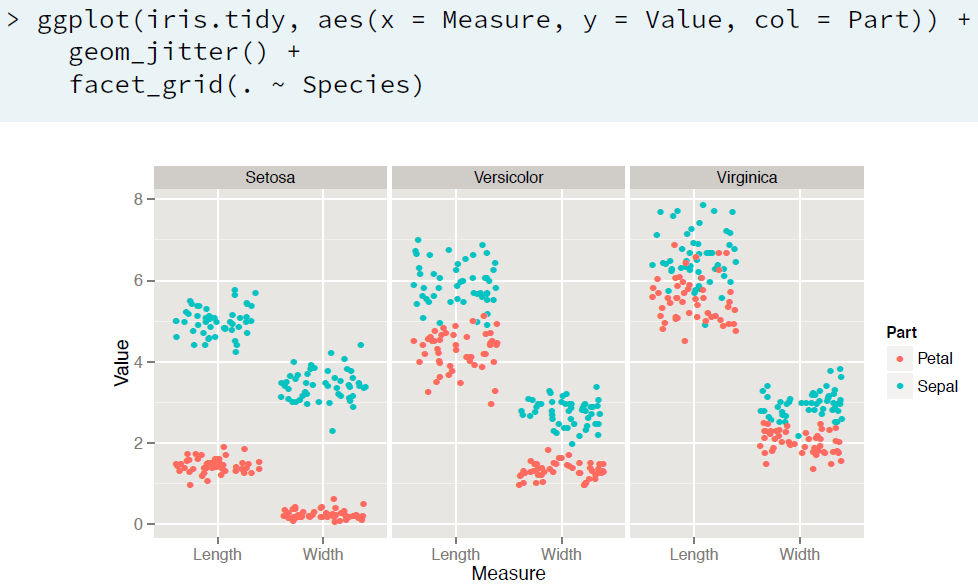 > ggplot(iris.tidy, aes(x = Measure, y = Value, col = Part)) +
geom_jitter() +
facet_grid(. ~ Species)
Setosa
Versicolor
Virginica
8
6
4
2
0
Value
Length
Width
Length
Width
Length
Width
Measure
Part
Petal
Sepal